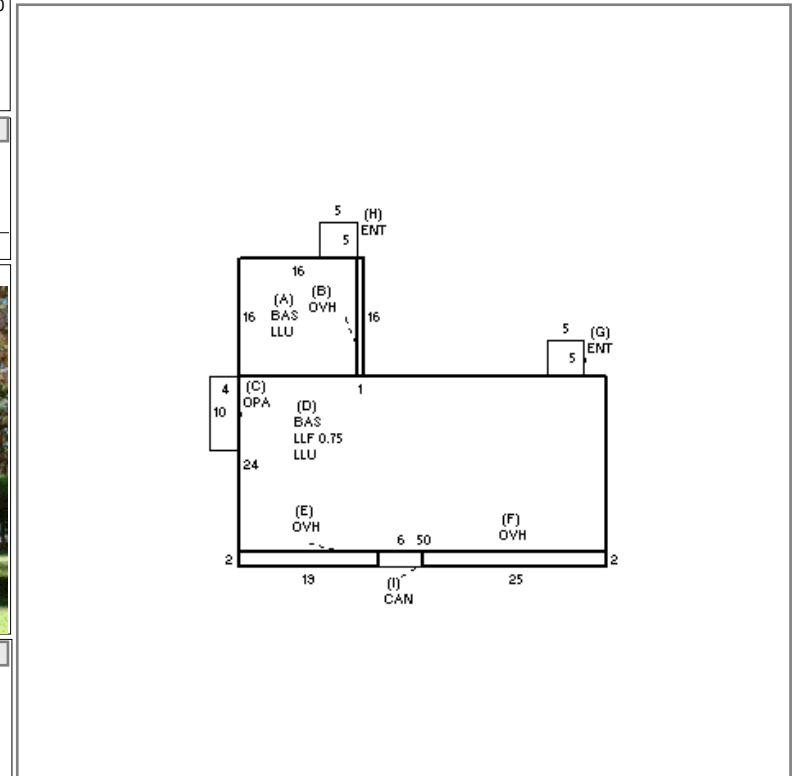 5
(H)
ENT
5
16
(A)
BAS
LLU
(B)
OVH
16
16
5
(G)
ENT
5
4
(C)
OPA
10
1
(D)
BAS
LLF 0.75
LLU
24
(E)
OVH
(F)
OVH
6
50
2
2
19
25
(I)
CAN